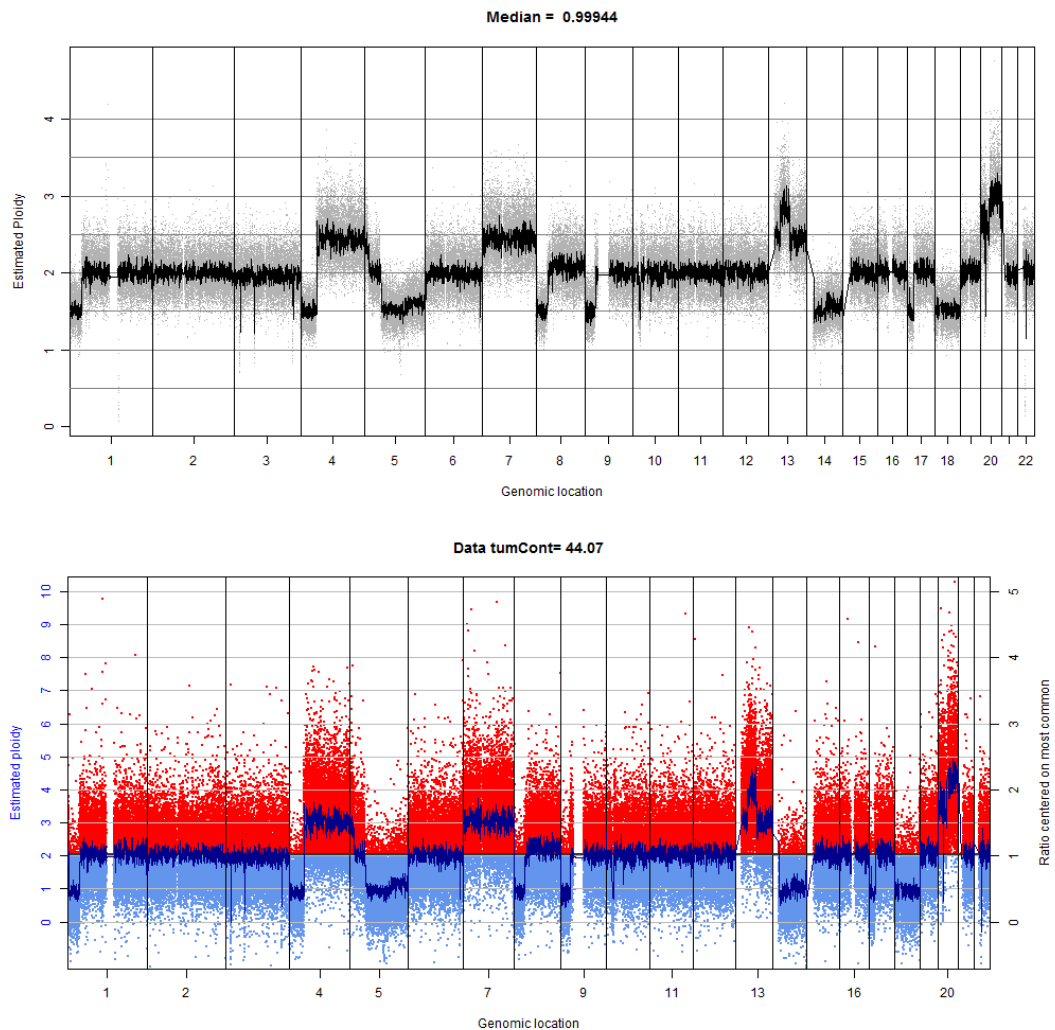 Median =  0.99944
Estimated Ploidy
4
3
2
1
0
1 2 3 4 5 6 7 8 9 10 11 12 13 14 15 16 17 18 20 22
Genomic location
Data tumCont= 44.07
Estimated ploidy
10
9
8
7
6
5
4
3
2
1
0
5
4
3
2
1
0
Ratio centered on most common
1 2 4 5 7 9 11 13 16 20
Genomic location